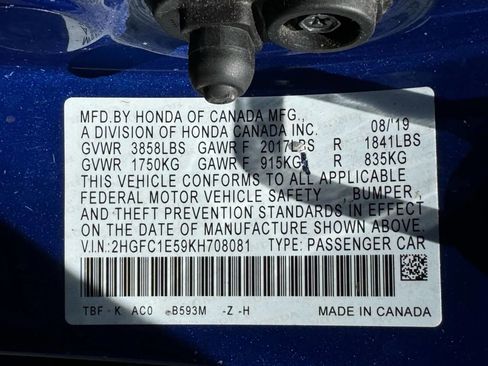 MFD.BY HONDA OF CANADA MFG.,
A DIVISION OF HONDA CANADA INC. 08/'19
GVWR 3858LBS GAWR F 2017LBS R 1841LBS
GVWR 1750KG GAWR F 915KG R 835KG
THIS VEHICLE CONFORMS TO ALL APPLICABLE
FEDERAL MOTOR VEHICLE SAFETY, BUMPER,
AND THEFT PREVENTION STANDARDS IN EFFECT
ON THE DATE OF MANUFACTURE SHOWN ABOVE.
V.I.N.:2HGFC1E59KH708081 TYPE: PASSENGER CAR
TBF-K AC0 B593M -Z -H MADE IN CANADA